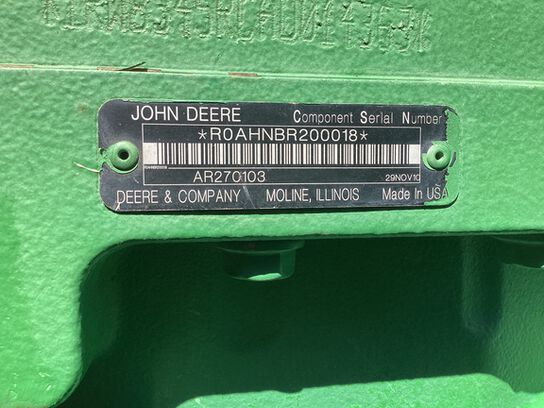 JOHN DEERE Component Serial Number
*R0AHNBR200018*
AR270103 29NOV10
DEERE & COMPANY MOLINE, ILLINOIS Made In USA